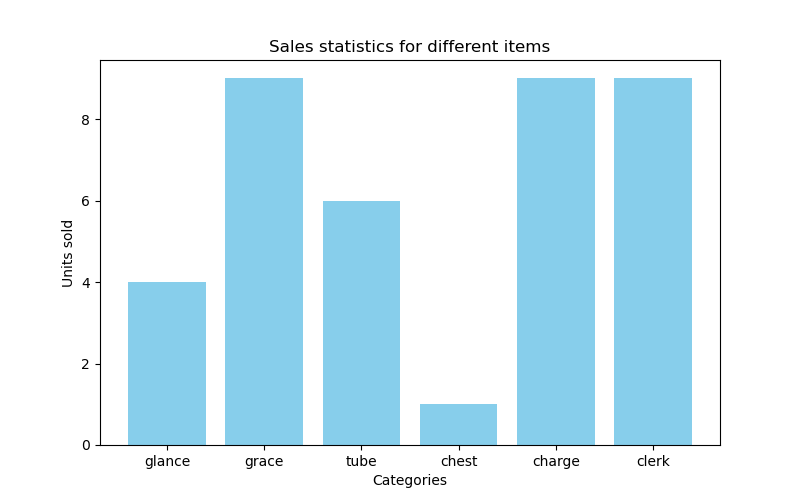 Sales statistics for different items
Units sold
8
6
4
2
0
glance grace tube chest charge clerk
Categories